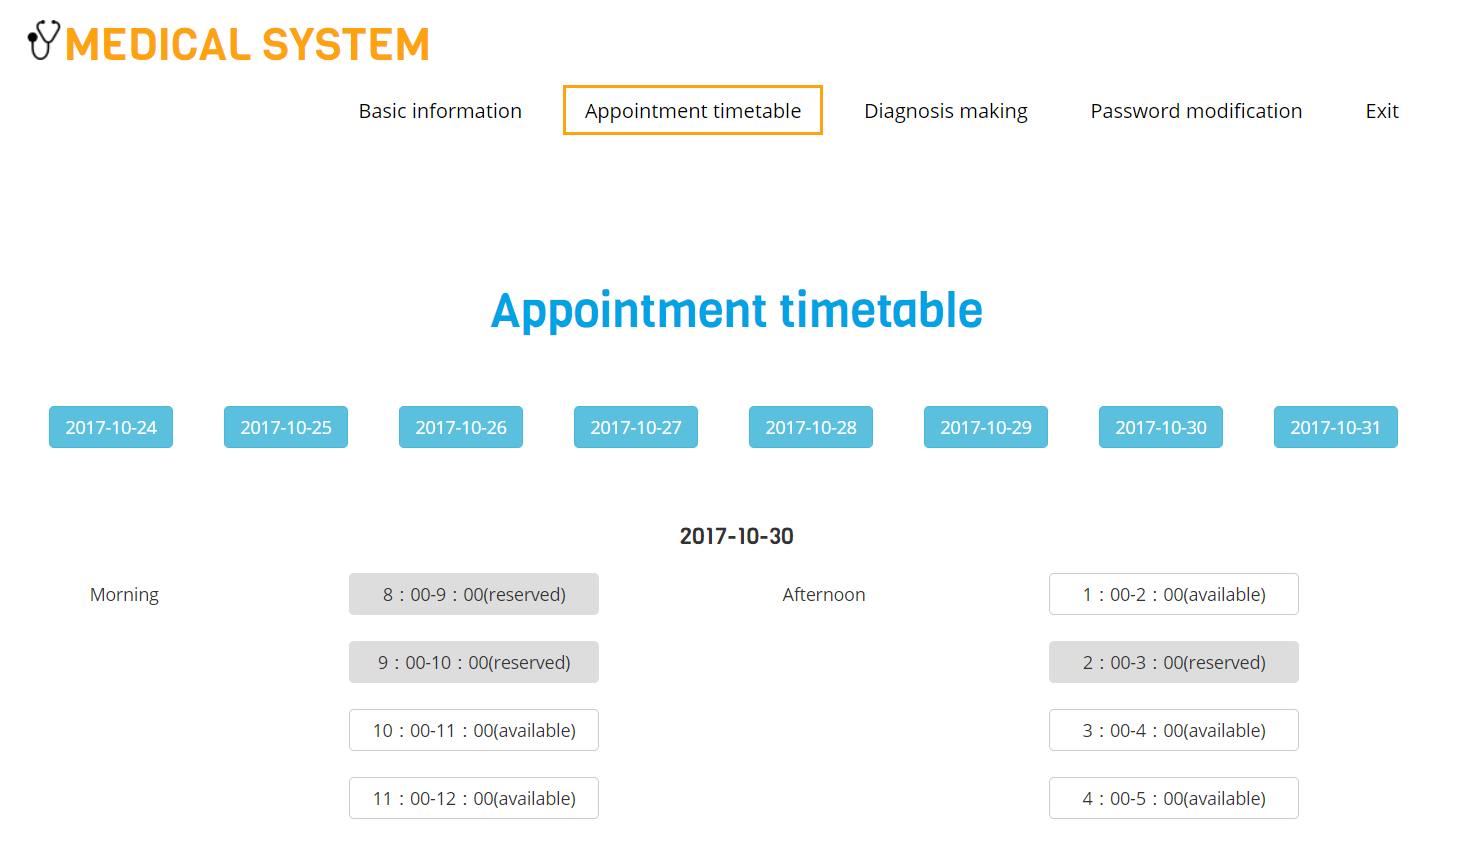 MEDICAL SYSTEM
Basic information Appointment timetable Diagnosis making Password modification Exit
Appointment timetable
2017-10-24 2017-10-25 2017-10-26 2017-10-27 2017-10-28 2017-10-29 2017-10-30 2017-10-31
2017-10-30
Morning 8：00-9：00(reserved) Afternoon 1：00-2：00(available)
9：00-10：00(reserved) 2：00-3：00(reserved)
10：00-11：00(available) 3：00-4：00(available)
11：00-12：00(available) 4：00-5：00(available)